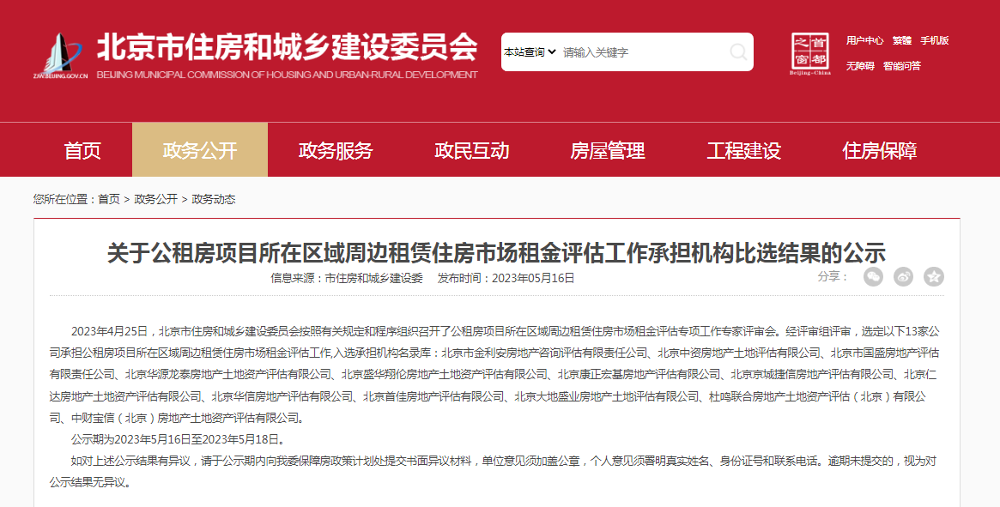 北京市住房和城乡建设委员会
ZJW.BEIJING.GOV.CN
BEIJING MUNICIPAL COMMISSION OF HOUSING AND URBAN-RURAL DEVELOPMENT
本站查询 请输入关键字
首都之窗
Beijing-China
用户中心 繁體 手机版
无障碍 智能问答
首页 政务公开 政务服务 政民互动 房屋管理 工程建设 住房保障
您所在位置：首页 > 政务公开 > 政务动态
关于公租房项目所在区域周边租赁住房市场租金评估工作承担机构比选结果的公示
信息来源：市住房和城乡建设委 发布时间：2023年05月16日
分享：
2023年4月25日，北京市住房和城乡建设委员会按照有关规定和程序组织召开了公租房项目所在区域周边租赁住房市场租金评估专项工作专家评审会。经评审组评审，选定以下13家公
司承担公租房项目所在区域周边租赁住房市场租金评估工作,入选承担机构名录库：北京市金利安房地产咨询评估有限责任公司、北京中资房地产土地评估有限公司、北京市国盛房地产评估
有限责任公司、北京华源龙泰房地产土地资产评估有限公司、北京盛华翔伦房地产土地资产评估有限公司、北京康正宏基房地产评估有限公司、北京京城捷信房地产评估有限公司、北京仁
达房地产土地资产评估有限公司、北京华信房地产评估有限公司、北京首佳房地产评估有限公司、北京大地盛业房地产土地评估有限公司、杜鸣联合房地产土地资产评估（北京）有限公
司、中财宝信（北京）房地产土地资产评估有限公司。
公示期为2023年5月16日至2023年5月18日。
如对上述公示结果有异议，请于公示期内向我委保障房政策计划处提交书面异议材料，单位意见须加盖公章，个人意见须署明真实姓名、身份证号和联系电话。逾期未提交的，视为对
公示结果无异议。